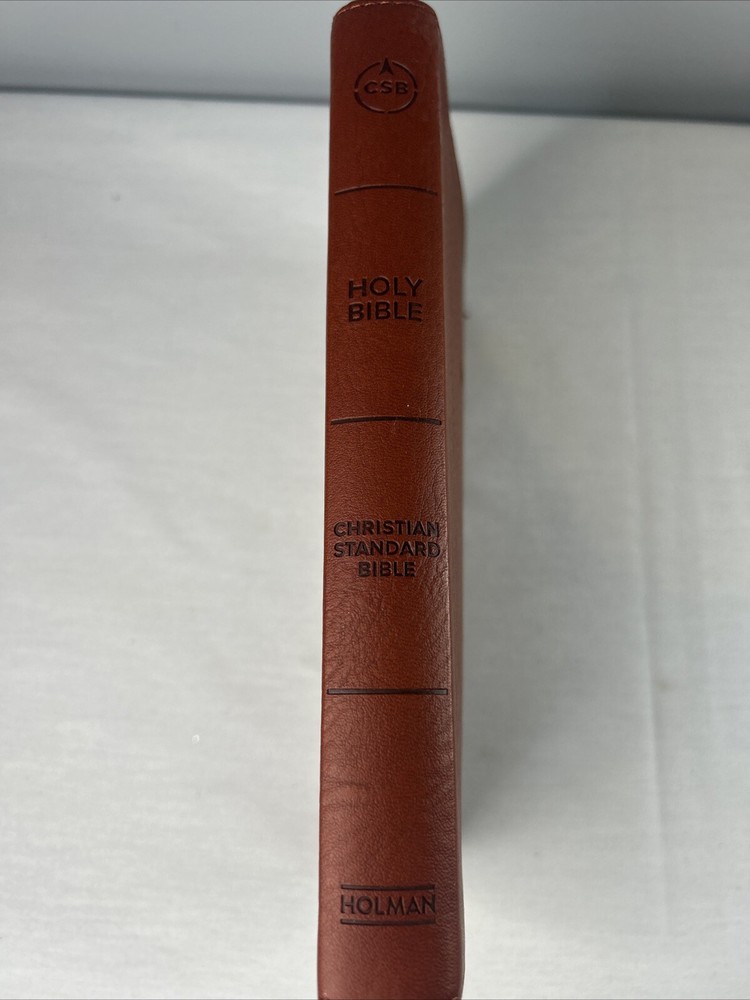 CSB
HOLY
BIBLE
CHRISTIAN
STANDARD
BIBLE
HOLMAN